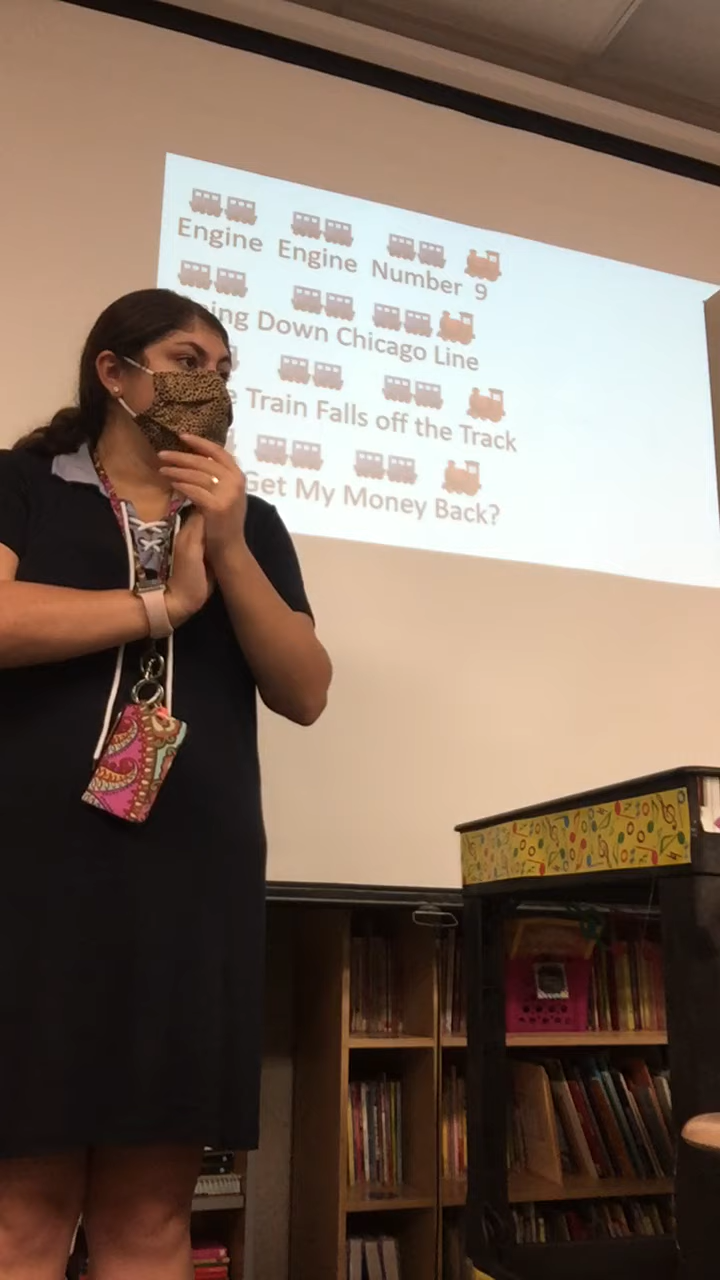 Engine Engine Number 9
Down Chicago Line
Train Falls off the Track
Get My Money Back?